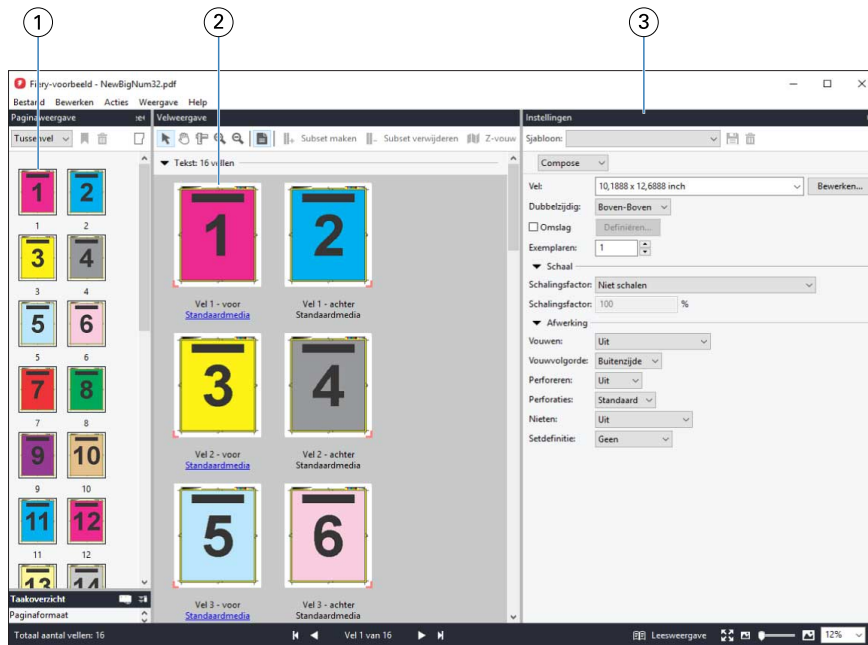 1 2 3
Fiery-voorbeeld - NewBigNum32.pdf
Bestand Bewerken Acties Weergave Help
Paginaweergave Velweergave Instellingen
Tussenvel Subset maken Subset verwijderen Z-vouw Sjabloon:
Tekst: 16 vellen Compose
1 2 1 2 Vel: 10,1888 x 12,6888 inch Bewerken...
Dubbelzijdig: Boven-Boven
1 2 Omslag Definiëren...
3 4 Exemplaren: 1
Vel 1 - voor Vel 1 - achter Schaal
Standaardmedia Standaardmedia
3 4 Schalingsfactor: Niet schalen
5 6 3 4 Schalingsfactor: 100 %
Afwerking
5 6 Vouwen: Uit
7 8 Vouwvolgorde: Buitenzijde
Perforeren: Uit
7 8 Perforaties: Standaard
9 10 Vel 2 - voor Vel 2 - achter Nieten: Uit
Standaardmedia Standaardmedia Setdefinitie: Geen
9 10
11 12 5 6
11 12
13 14
Taakoverzicht Vel 3 - voor Vel 3 - achter
Paginaformaat Standaardmedia Standaardmedia
Totaal aantal vellen: 16 Vel 1 van 16 Leesweergave 12%